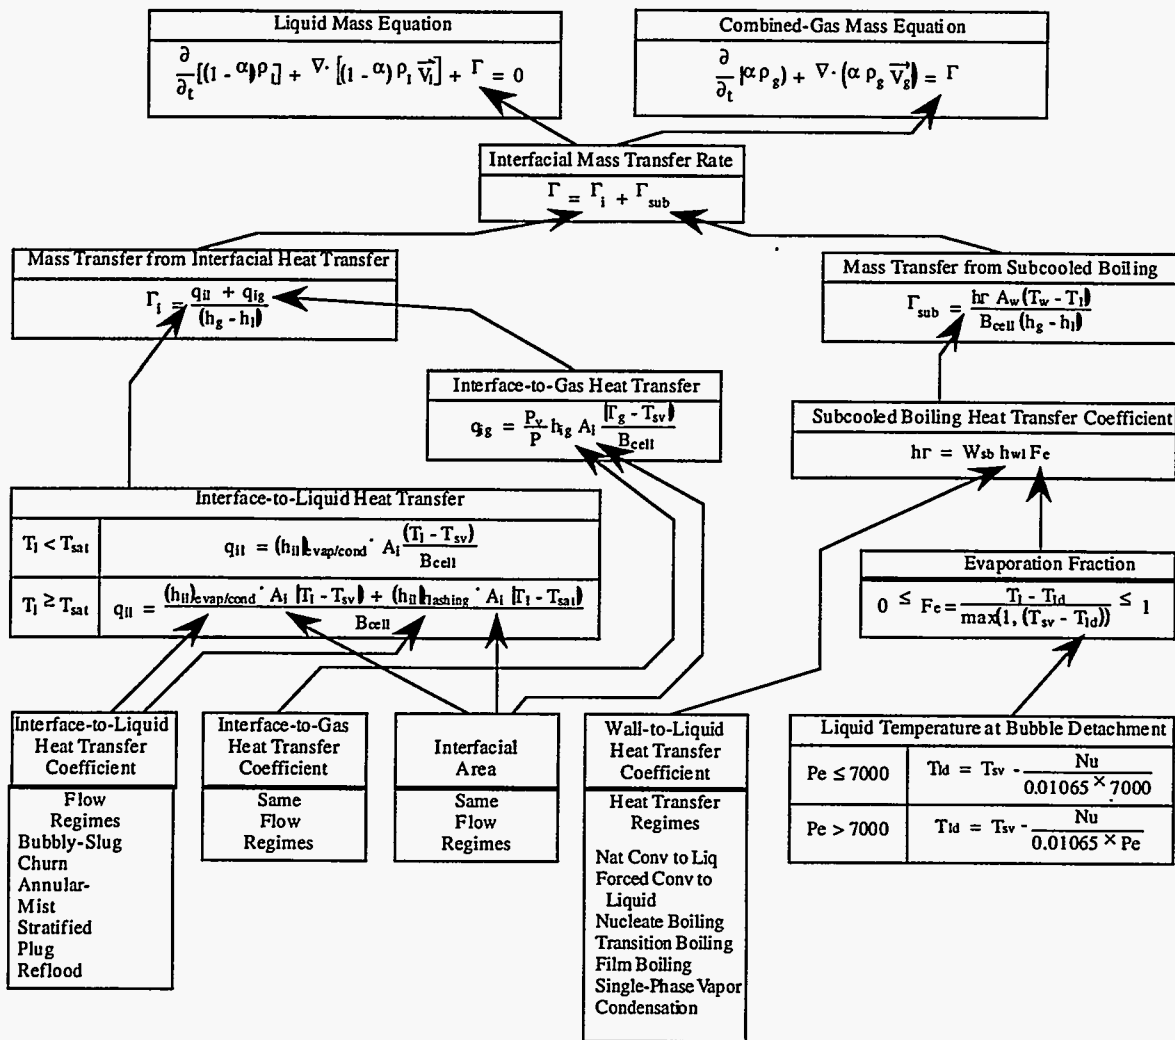 Liquid Mass Equation
∂/∂t [(1 - α) ρl] + ∇· [(1 - α) ρl Vl] + Γ = 0
Combined-Gas Mass Equation
∂/∂t (α ρg) + ∇· (α ρg Vg) = Γ
Interfacial Mass Transfer Rate
Γ = Γi + Γsub
Mass Transfer from Interfacial Heat Transfer
Γi = (qil + qig) / (hg - hl)
Mass Transfer from Subcooled Boiling
Γsub = hΓ Aw (Tw - Tl) / Bcell (hg - hl)
Interface-to-Gas Heat Transfer
qig = Pv/P hig Ai (Tg - Tsv) / Bcell
Subcooled Boiling Heat Transfer Coefficient
hΓ = Wsb hwl Fe
Interface-to-Liquid Heat Transfer
Tl < Tsat
qil = (hil)evap/cond · Ai (Tl - Tsv) / Bcell
Tl ≥ Tsat
qil = (hil)evap/cond · Ai (Tl - Tsv) + (hil)flashing · Ai (Tl - Tsat) / Bcell
Evaporation Fraction
0 ≤ Fe = Tl - Tld / max(1, (Tsv - Tld)) ≤ 1
Interface-to-Liquid
Heat Transfer
Coefficient
Flow
Regimes
Bubbly-Slug
Churn
Annular-
Mist
Stratified
Plug
Reflood
Interface-to-Gas
Heat Transfer
Coefficient
Same
Flow
Regimes
Interfacial
Area
Same
Flow
Regimes
Wall-to-Liquid
Heat Transfer
Coefficient
Heat Transfer
Regimes
Nat Conv to Liq
Forced Conv to
Liquid
Nucleate Boiling
Transition Boiling
Film Boiling
Single-Phase Vapor
Condensation
Liquid Temperature at Bubble Detachment
Pe ≤ 7000
Tld = Tsv - Nu / 0.01065 × 7000
Pe > 7000
Tld = Tsv - Nu / 0.01065 × Pe